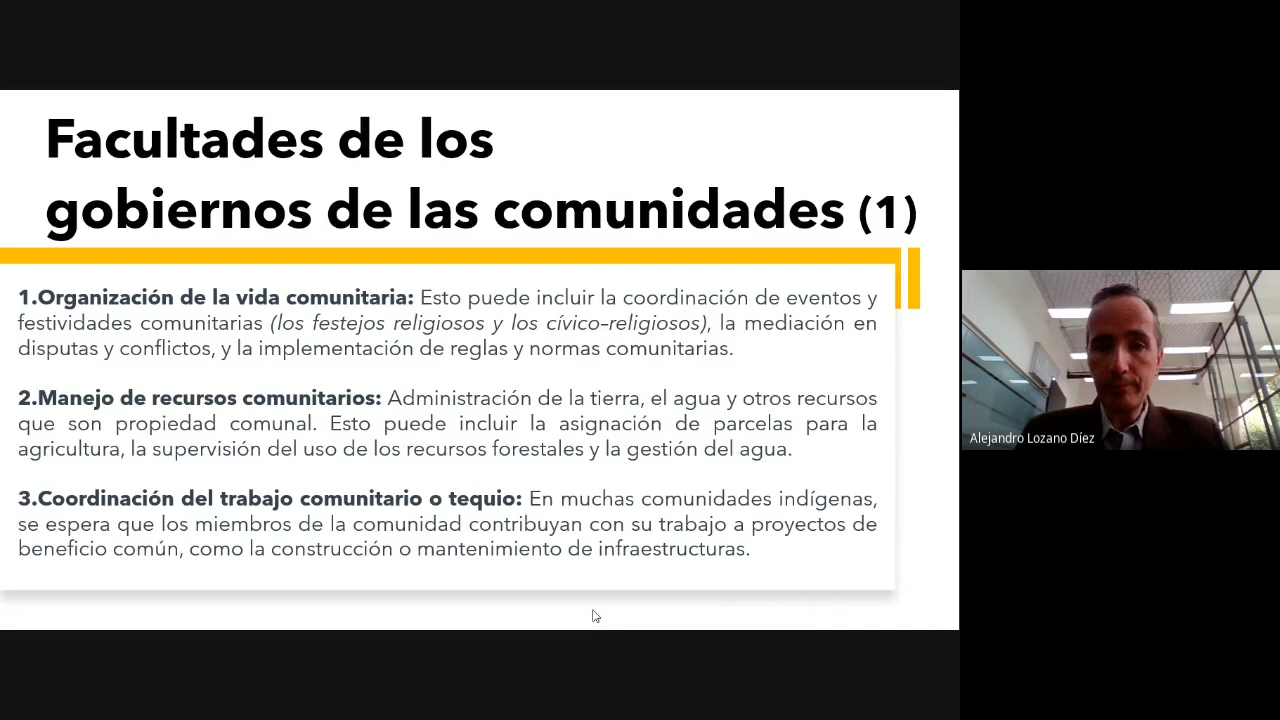 Facultades de los
gobiernos de las comunidades (1)
1.Organización de la vida comunitaria: Esto puede incluir la coordinación de eventos y
festividades comunitarias (los festejos religiosos y los cívico–religiosos), la mediación en
disputas y conflictos, y la implementación de reglas y normas comunitarias.
2.Manejo de recursos comunitarios: Administración de la tierra, el agua y otros recursos
que son propiedad comunal. Esto puede incluir la asignación de parcelas para la
agricultura, la supervisión del uso de los recursos forestales y la gestión del agua.
3.Coordinación del trabajo comunitario o tequio: En muchas comunidades indígenas,
se espera que los miembros de la comunidad contribuyan con su trabajo a proyectos de
beneficio común, como la construcción o mantenimiento de infraestructuras.
Alejandro Lozano Díez